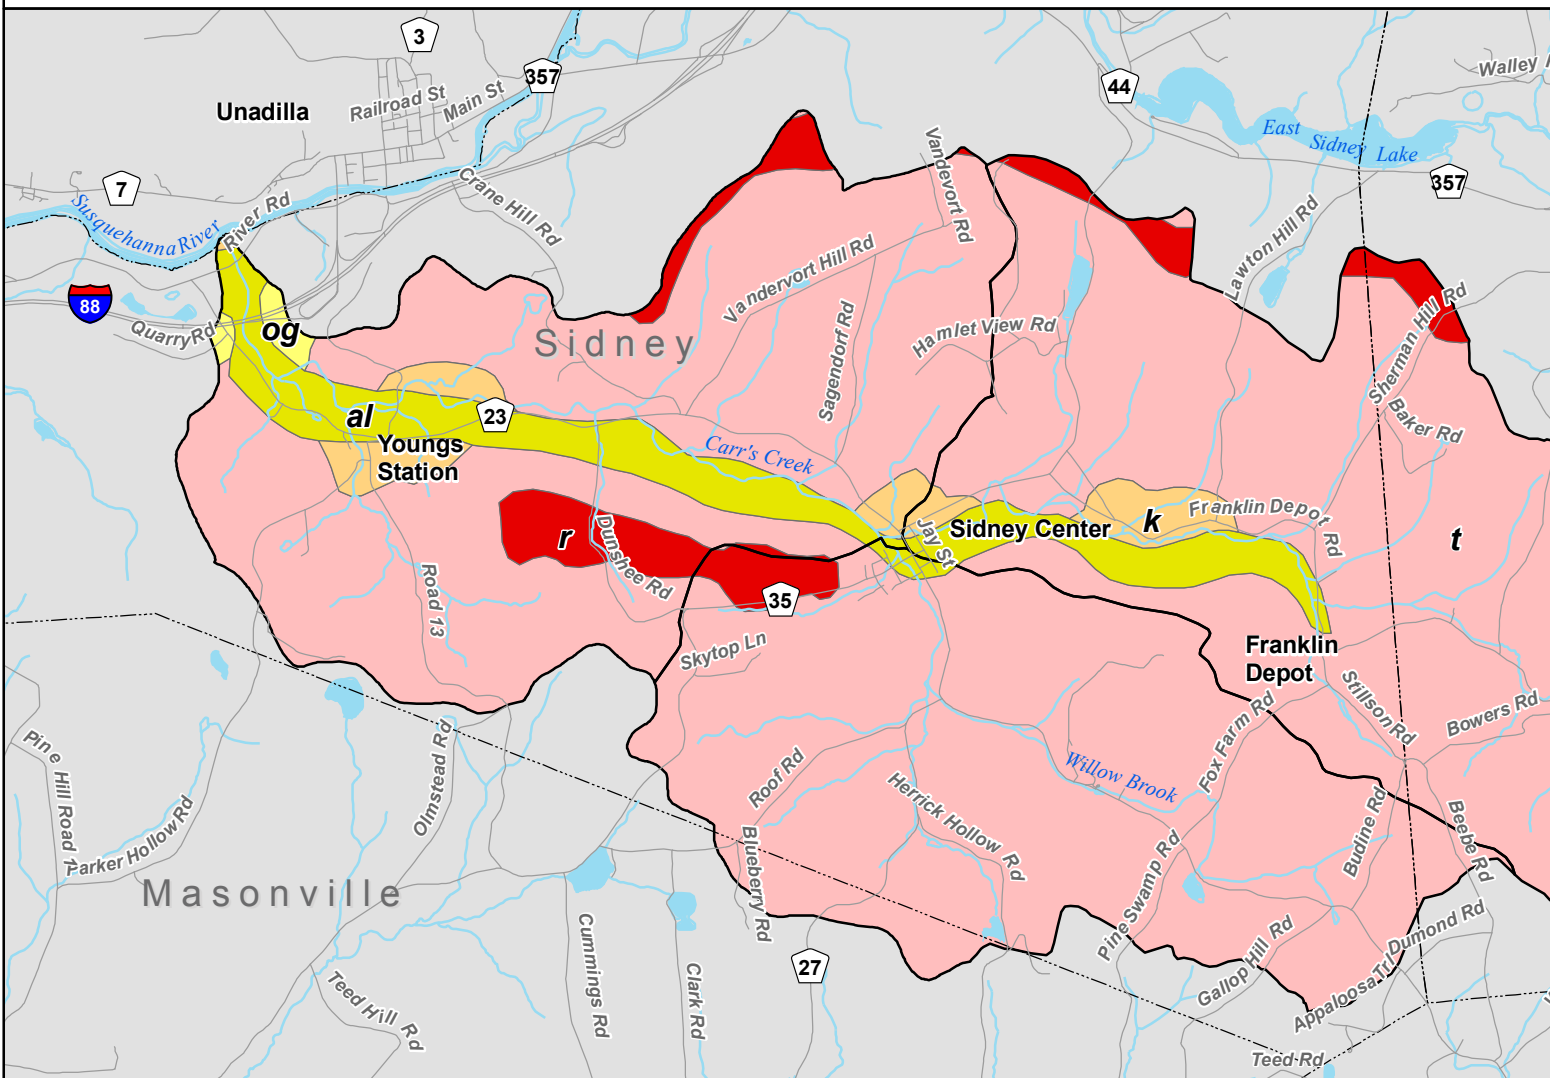 3
357
44
Walley
Unadilla
Railroad St
Main St
East Sidney Lake
7
357
Susquehanna River
River Rd
Crane Hill Rd
Vandevort Rd
Lawton Hill Rd
88
Quarry Rd
og
Vandervort Hill Rd
Sidney
Sagendorf Rd
Hamlet View Rd
Sherman Hill Rd
Baker Rd
al
23
Youngs
Station
Carr's Creek
r
Dunshee Rd
Jay St
Sidney Center
k
Franklin Depot Rd
t
Road 13
35
Skytop Ln
Franklin
Depot
Stillson Rd
Bowers Rd
Fox Farm Rd
Pine Hill Road 1
Parker Hollow Rd
Olmstead Rd
Roof Rd
Willow Brook
Herrick Hollow Rd
Blueberry Rd
Budine Rd
Beebe Rd
Pine Swamp Rd
Masonville
Cummings Rd
Clark Rd
27
Gallop Hill Rd
Dumond Rd
Appaloosa Trl
Teed Hill Rd
Teed Rd